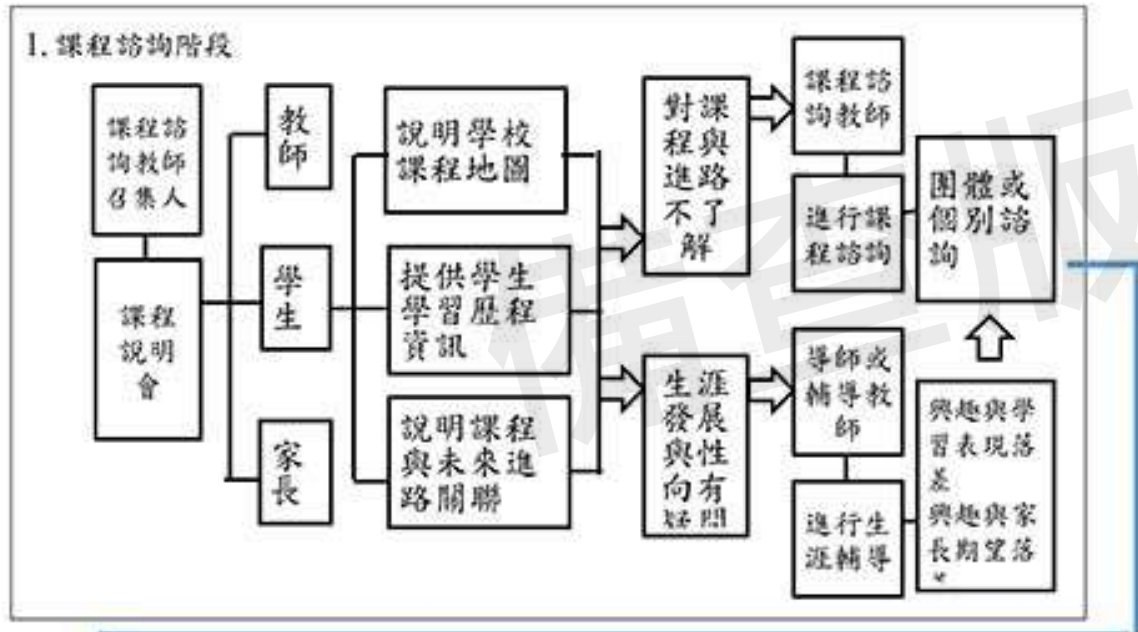 1. 課程諮詢階段
課程諮
詢教師
召集人
課程
說明
會
教
師
學
生
家
長
說明學校
課程地圖
提供學生
學習歷程
資訊
說明課程
與未來進
路關聯
對課
程與
進路
不了
解
生涯
發展
與性
向有
疑問
課程諮
詢教師
進行課
程諮詢
導師或
輔導教
師
進行生
涯輔導
團體或
個別諮
詢
興趣與學
習表現落
差
興趣與家
長期望落
備查版